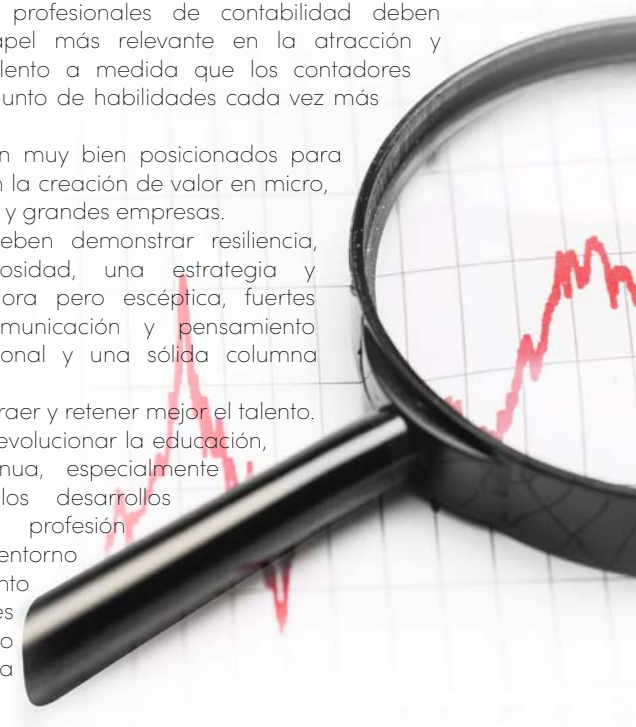 profesionales de contabilidad deben
apel más relevante en la atracción y
lento a medida que los contadores
unto de habilidades cada vez más
n muy bien posicionados para
n la creación de valor en micro,
y grandes empresas.
eben demonstrar resiliencia,
osidad, una estrategia y
ora pero escéptica, fuertes
municación y pensamiento
onal y una sólida columna
raer y retener mejor el talento.
evolucionar la educación,
nua, especialmente
los desarrollos
profesión
entorno
nto
es
o
a